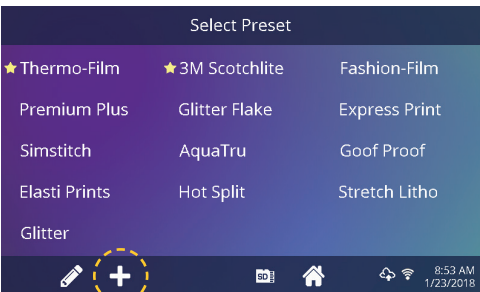 Select Preset
Thermo-Film 3M Scotchlite Fashion-Film
Premium Plus Glitter Flake Express Print
Simstitch AquaTru Goof Proof
Elasti Prints Hot Split Stretch Litho
Glitter
SD 8:53 AM
1/23/2018